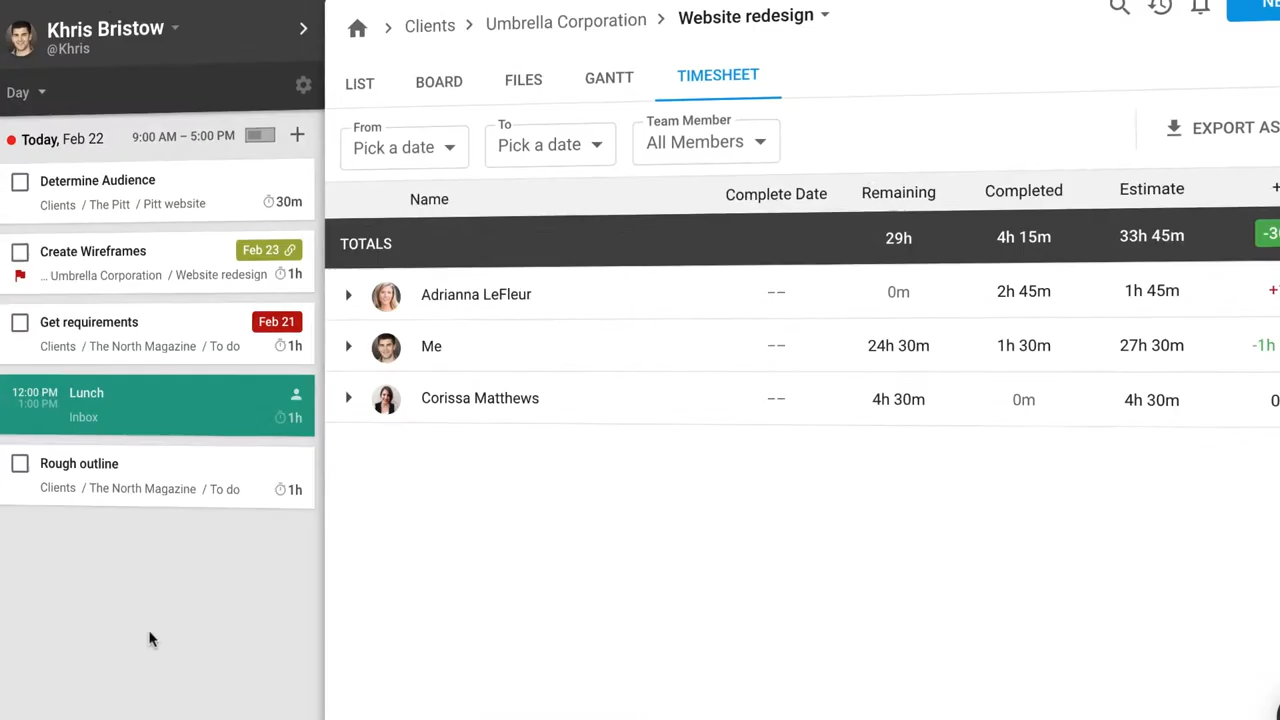 Khris Bristow
@Khris
Day
Today, Feb 22 9:00 AM – 5:00 PM
Determine Audience
Clients / The Pitt / Pitt website 30m
Create Wireframes Feb 23
... Umbrella Corporation / Website redesign 1h
Get requirements Feb 21
Clients / The North Magazine / To do 1h
12:00 PM Lunch
1:00 PM
Inbox 1h
Rough outline
Clients / The North Magazine / To do 1h
Clients Umbrella Corporation Website redesign
LIST BOARD FILES GANTT TIMESHEET
From To Team Member
Pick a date Pick a date All Members EXPORT AS
Name Complete Date Remaining Completed Estimate +
TOTALS 29h 4h 15m 33h 45m
Adrianna LeFleur –– 0m 2h 45m 1h 45m
Me –– 24h 30m 1h 30m 27h 30m -1h
Corissa Matthews –– 4h 30m 0m 4h 30m 0